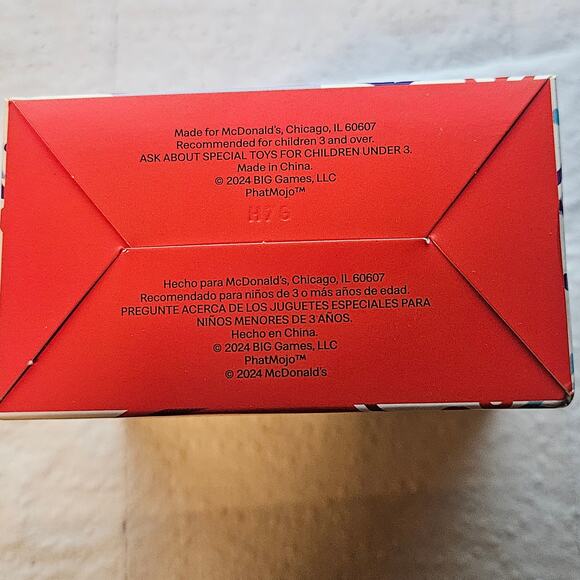 Made for McDonald's, Chicago, IL 60607
Recommended for children 3 and over.
ASK ABOUT SPECIAL TOYS FOR CHILDREN UNDER 3.
Made in China.
© 2024 BIG Games, LLC
PhatMojo™
H76
Hecho para McDonald's, Chicago, IL 60607
Recomendado para niños de 3 o más años de edad.
PREGUNTE ACERCA DE LOS JUGUETES ESPECIALES PARA
NIÑOS MENORES DE 3 AÑOS.
Hecho en China.
© 2024 BIG Games, LLC
PhatMojo™
© 2024 McDonald's